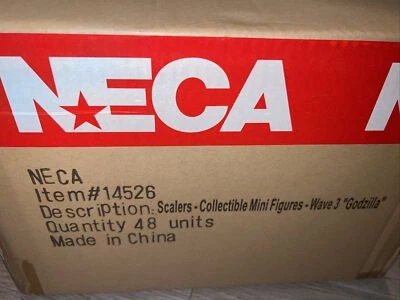 NECA N
NECA
Item#14526
Description: Scalers - Collectible Mini Figures - Wave 3 "Godzilla"
Quantity 48 units
Made in China